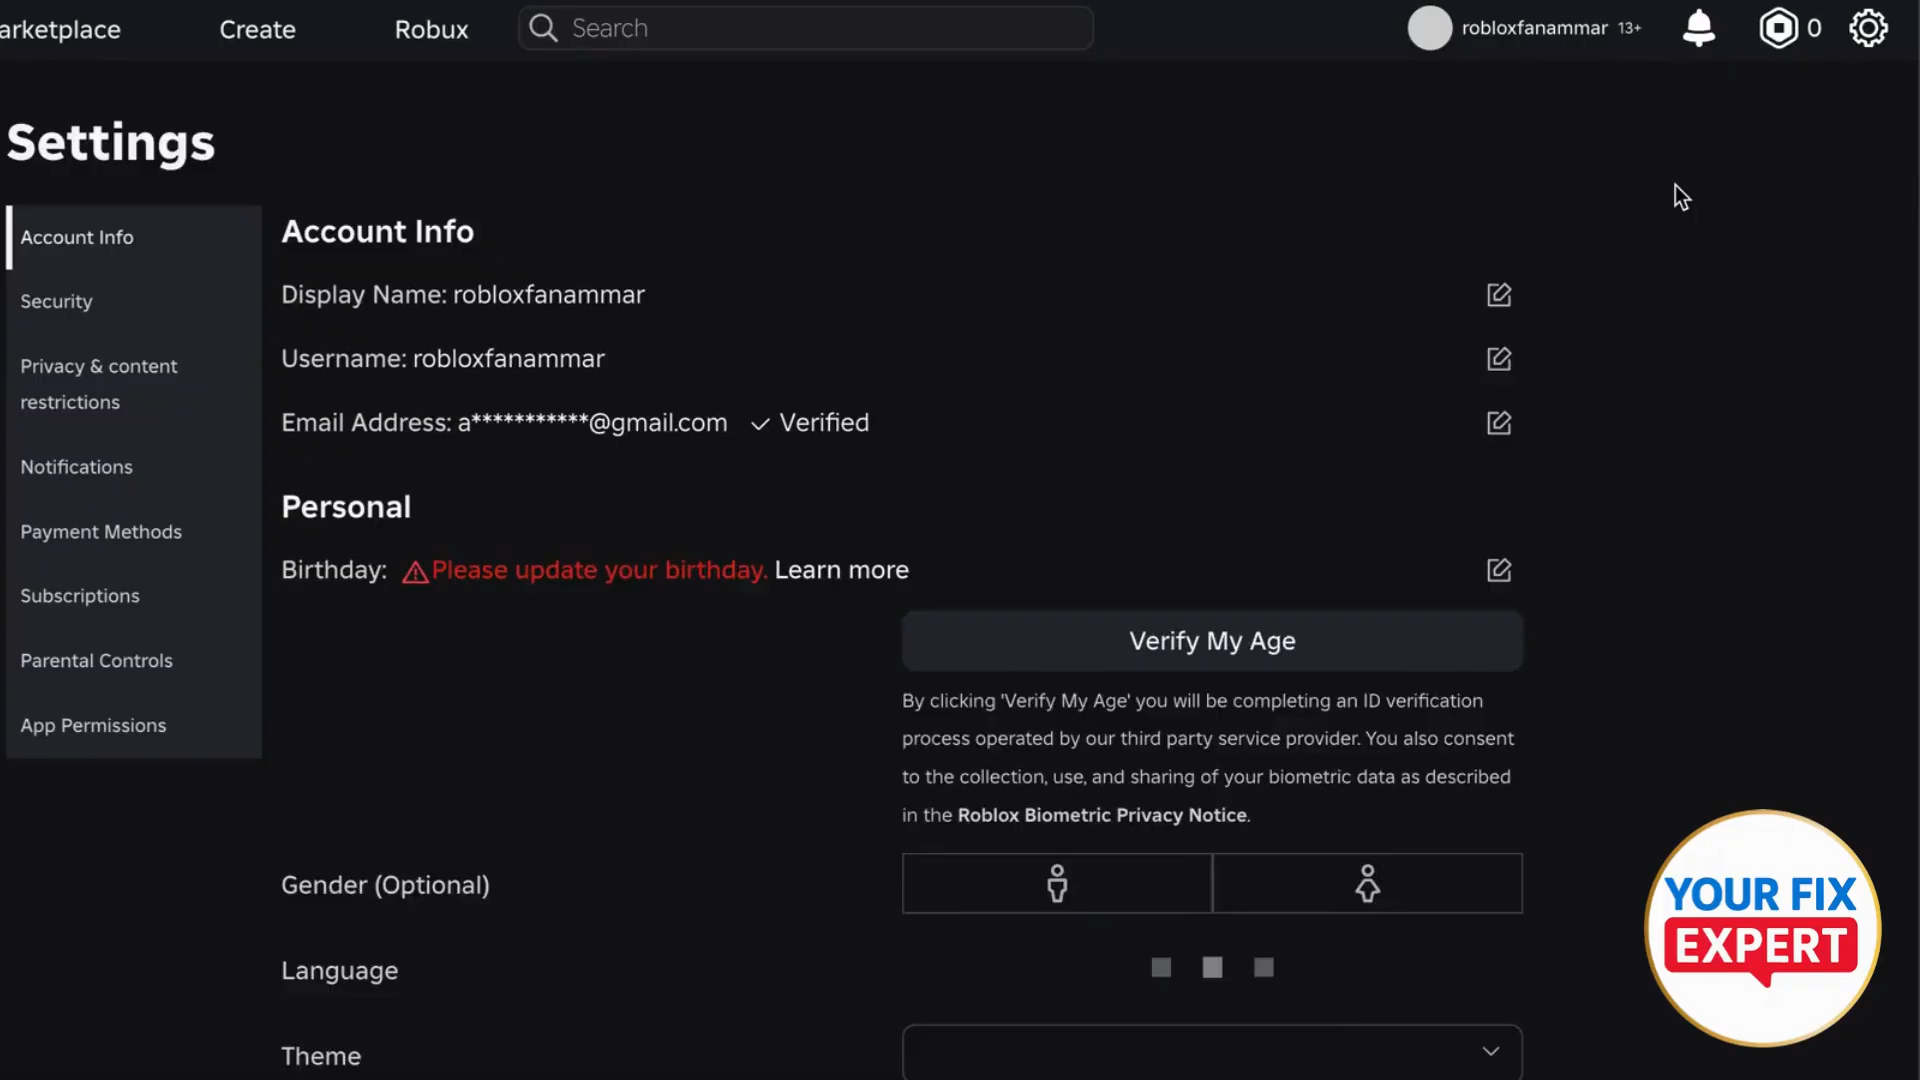 arketplace
Create
Robux
Search
robloxfanammar 13+
0
Settings
Account Info
Security
Privacy & content
restrictions
Notifications
Payment Methods
Subscriptions
Parental Controls
App Permissions
Account Info
Display Name: robloxfanammar
Username: robloxfanammar
Email Address: a***********@gmail.com ✓ Verified
Personal
Birthday: Please update your birthday. Learn more
Verify My Age
By clicking 'Verify My Age' you will be completing an ID verification
process operated by our third party service provider. You also consent
to the collection, use, and sharing of your biometric data as described
in the Roblox Biometric Privacy Notice.
Gender (Optional)
Language
Theme
YOUR FIX
EXPERT